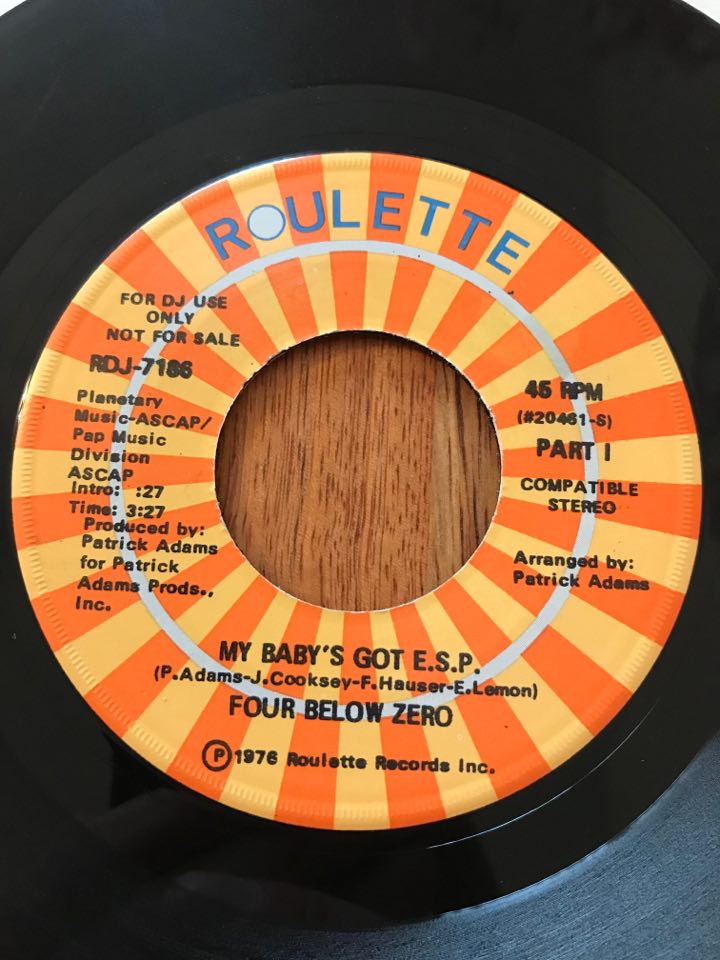 ROULETTE
FOR DJ USE
ONLY
NOT FOR SALE
RDJ-7186
Planetary
Music-ASCAP/
Pap Music
Division
ASCAP
Intro: :27
Time: 3:27
Produced by:
Patrick Adams
for Patrick
Adams Prods.,
Inc.
45 RPM
(#20461-S)
PART I
COMPATIBLE
STEREO
Arranged by:
Patrick Adams
MY BABY'S GOT E.S.P.
(P.Adams-J.Cooksey-F.Hauser-E.Lemon)
FOUR BELOW ZERO
Ⓟ1976 Roulette Records Inc.